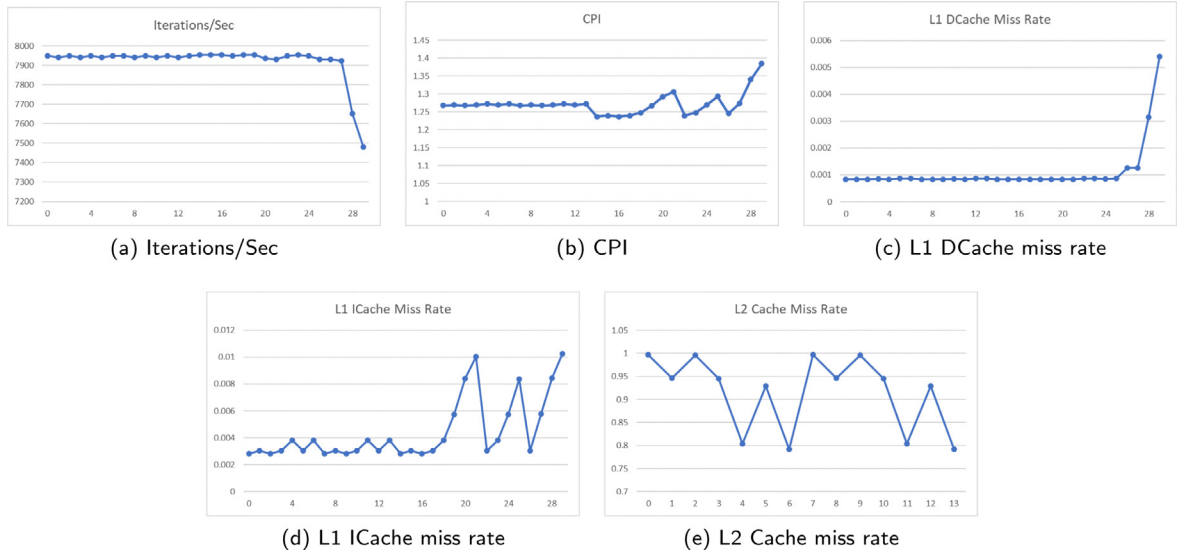 Iterations/Sec
8000
7900
7800
7700
7600
7500
7400
7300
7200
0 4 8 12 16 20 24 28
(a) Iterations/Sec
CPI
1.45
1.4
1.35
1.3
1.25
1.2
1.15
1.1
1.05
1
0 4 8 12 16 20 24 28
(b) CPI
L1 DCache Miss Rate
0.006
0.005
0.004
0.003
0.002
0.001
0
0 4 8 12 16 20 24 28
(c) L1 DCache miss rate
L1 ICache Miss Rate
0.012
0.01
0.008
0.006
0.004
0.002
0
0 4 8 12 16 20 24 28
(d) L1 ICache miss rate
L2 Cache Miss Rate
1.05
1
0.95
0.9
0.85
0.8
0.75
0.7
0 1 2 3 4 5 6 7 8 9 10 11 12 13
(e) L2 Cache miss rate